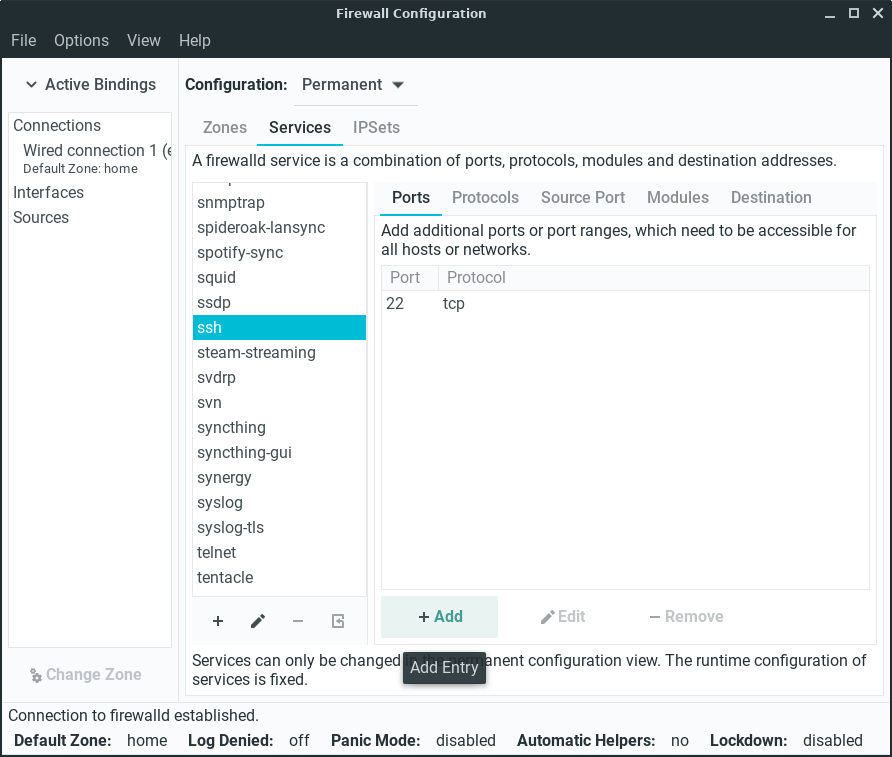 Firewall Configuration
File Options View Help
Active Bindings
Connections
Wired connection 1 (e
Default Zone: home
Interfaces
Sources
Change Zone
Configuration: Permanent
Zones Services IPSets
A firewalld service is a combination of ports, protocols, modules and destination addresses.
snmptrap
spideroak-lansync
spotify-sync
squid
ssdp
ssh
steam-streaming
svdrp
svn
syncthing
syncthing-gui
synergy
syslog
syslog-tls
telnet
tentacle
Ports Protocols Source Port Modules Destination
Add additional ports or port ranges, which need to be accessible for
all hosts or networks.
Port Protocol
22 tcp
Add Edit Remove
Services can only be changed in the permanent configuration view. The runtime configuration of
services is fixed.
Add Entry
Connection to firewalld established.
Default Zone: home Log Denied: off Panic Mode: disabled Automatic Helpers: no Lockdown: disabled